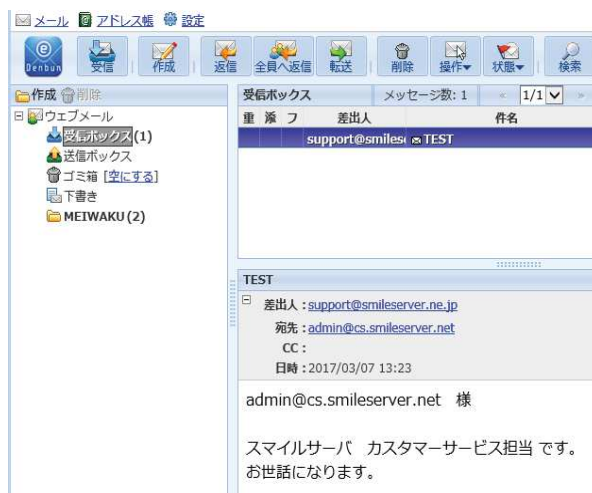 メール アドレス帳 設定
Denbun 受信 作成 返信 全員へ返信 転送 削除 操作▼ 状態▼ 検索
作成 削除
ウェブメール
受信ボックス(1)
送信ボックス
ゴミ箱 [空にする]
下書き
MEIWAKU(2)
受信ボックス メッセージ数: 1 « 1/1 »
重 添 フ 差出人 件名
support@smiles TEST
TEST
差出人 : support@smileserver.ne.jp
宛先 : admin@cs.smileserver.net
CC :
日時 : 2017/03/07 13:23
admin@cs.smileserver.net 様
スマイルサーバ カスタマーサービス担当 です。
お世話になります。